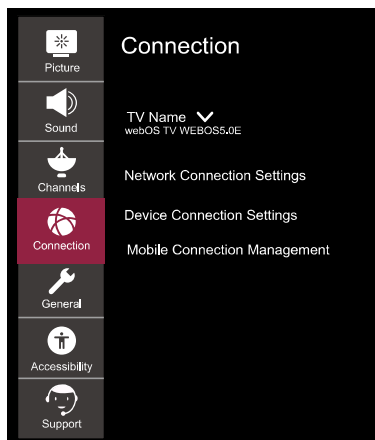 Picture
Sound
Channels
Connection
General
Accessibility
Support
Connection
TV Name
webOS TV WEBOS5.0E
Network Connection Settings
Device Connection Settings
Mobile Connection Management